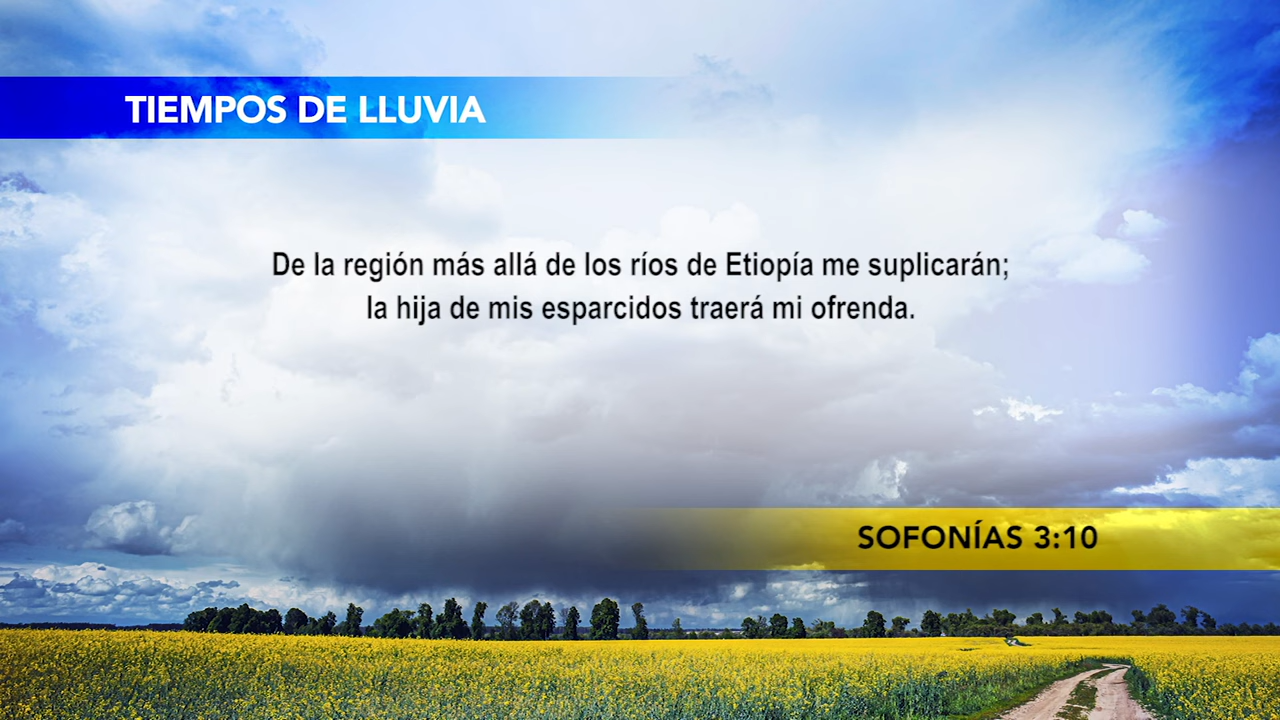 TIEMPOS DE LLUVIA
De la región más allá de los ríos de Etiopía me suplicarán;
la hija de mis esparcidos traerá mi ofrenda.
SOFONÍAS 3:10